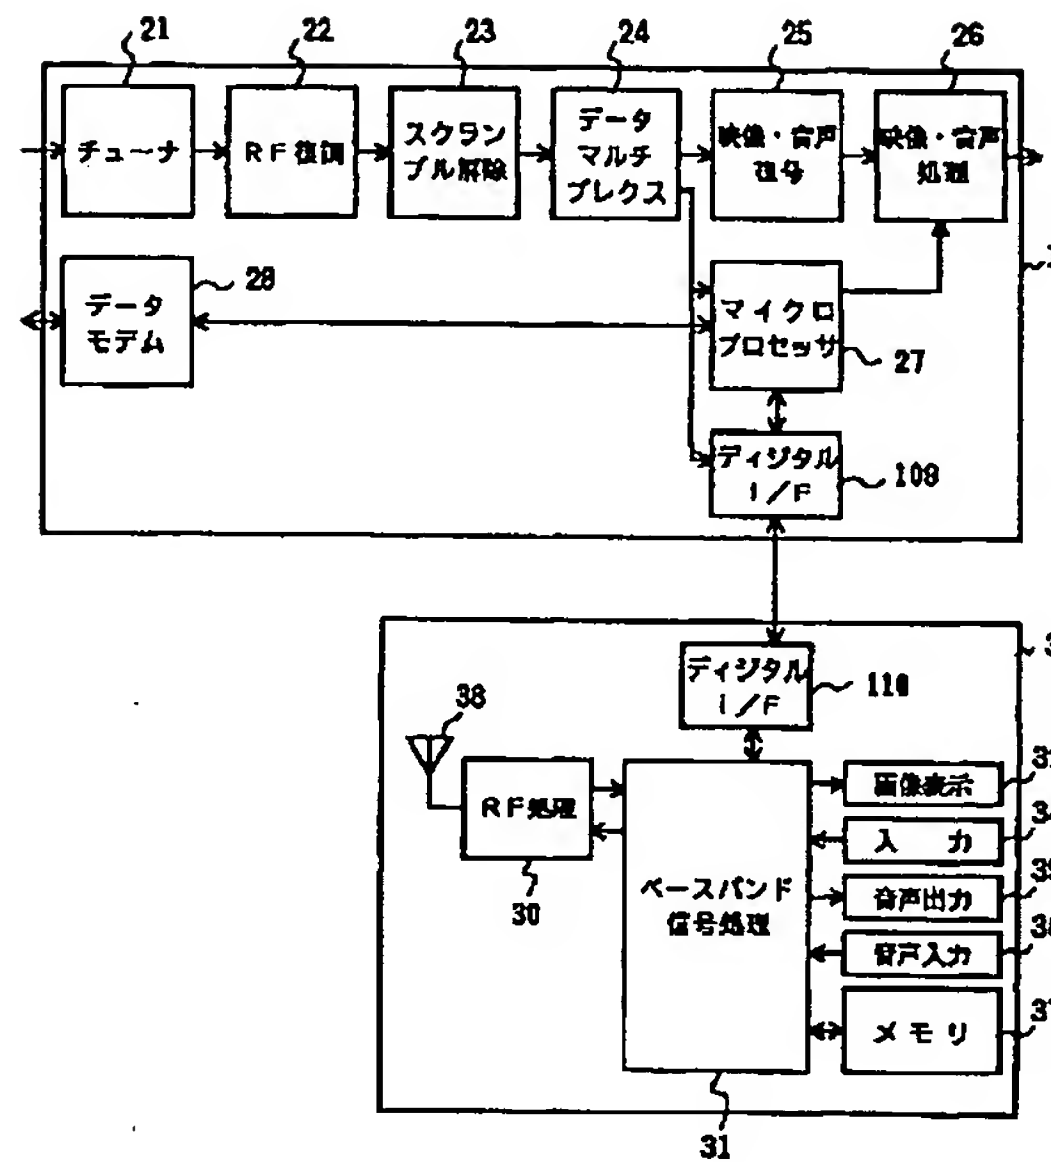 21
22
23
24
25
26
チューナ
RF復調
スクラン
ブル解除
データ
マルチ
プレクス
映像・音声
復号
映像・音声
処理
データ
モデム
28
マイクロ
プロセッサ
27
ディジタル
I/F
109
ディジタル
I/F
110
38
RF処理
30
ベースバンド
信号処理
31
画像表示
入 力
音声出力
音声入力
メモリ